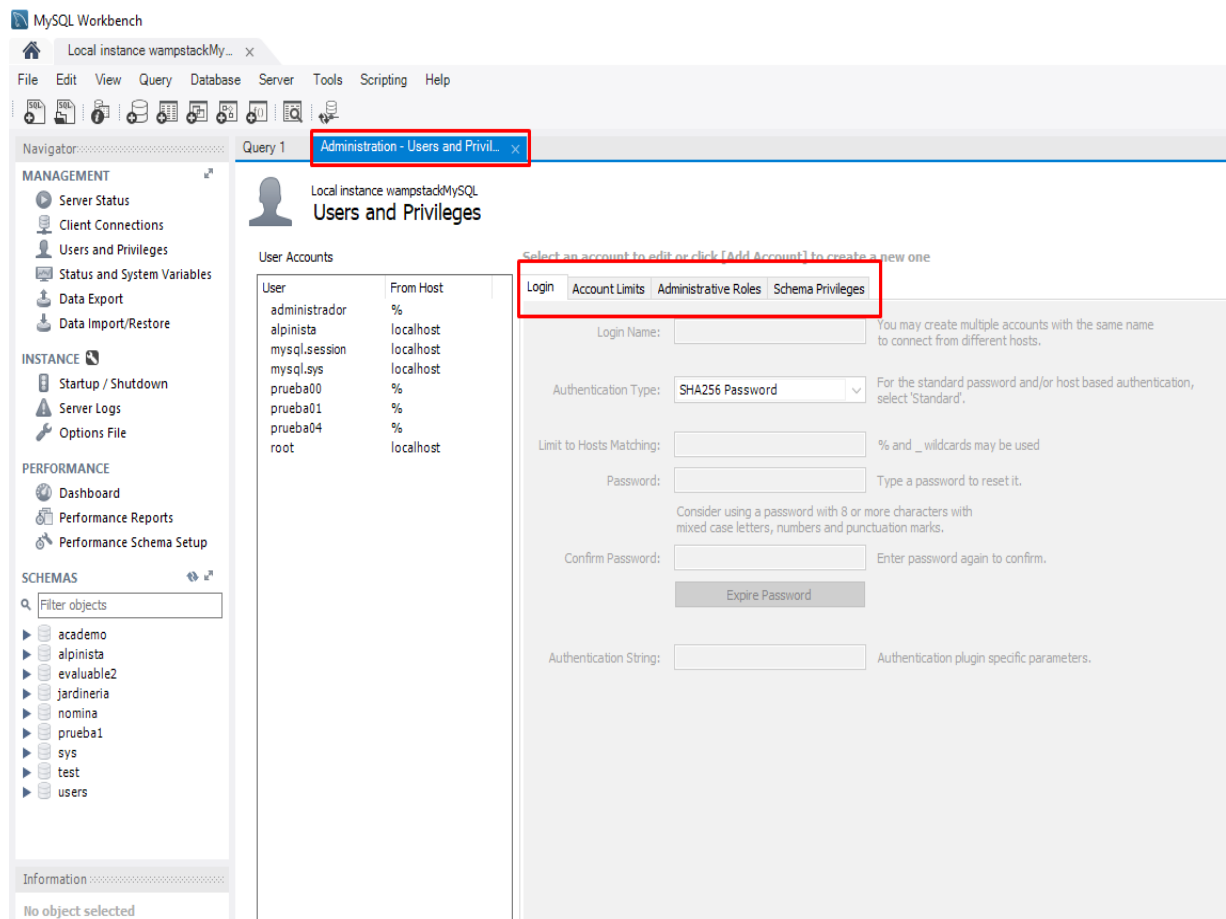 MySQL Workbench
Local instance wampstackMy... ×
File Edit View Query Database Server Tools Scripting Help
Navigator
MANAGEMENT
Server Status
Client Connections
Users and Privileges
Status and System Variables
Data Export
Data Import/Restore
INSTANCE
Startup / Shutdown
Server Logs
Options File
PERFORMANCE
Dashboard
Performance Reports
Performance Schema Setup
SCHEMAS
Filter objects
academo
alpinista
evaluable2
jardineria
nomina
prueba1
sys
test
users
Information
No object selected
Query 1 Administration - Users and Privil... ×
Local instance wampstackMySQL
Users and Privileges
User Accounts
User From Host
administrador %
alpinista localhost
mysql.session localhost
mysql.sys localhost
prueba00 %
prueba01 %
prueba04 %
root localhost
Select an account to edit or click [Add Account] to create a new one
Login Account Limits Administrative Roles Schema Privileges
Login Name: You may create multiple accounts with the same name
to connect from different hosts.
Authentication Type: SHA256 Password For the standard password and/or host based authentication,
select 'Standard'.
Limit to Hosts Matching: % and _ wildcards may be used
Password: Type a password to reset it.
Consider using a password with 8 or more characters with
mixed case letters, numbers and punctuation marks.
Confirm Password: Enter password again to confirm.
Expire Password
Authentication String: Authentication plugin specific parameters.